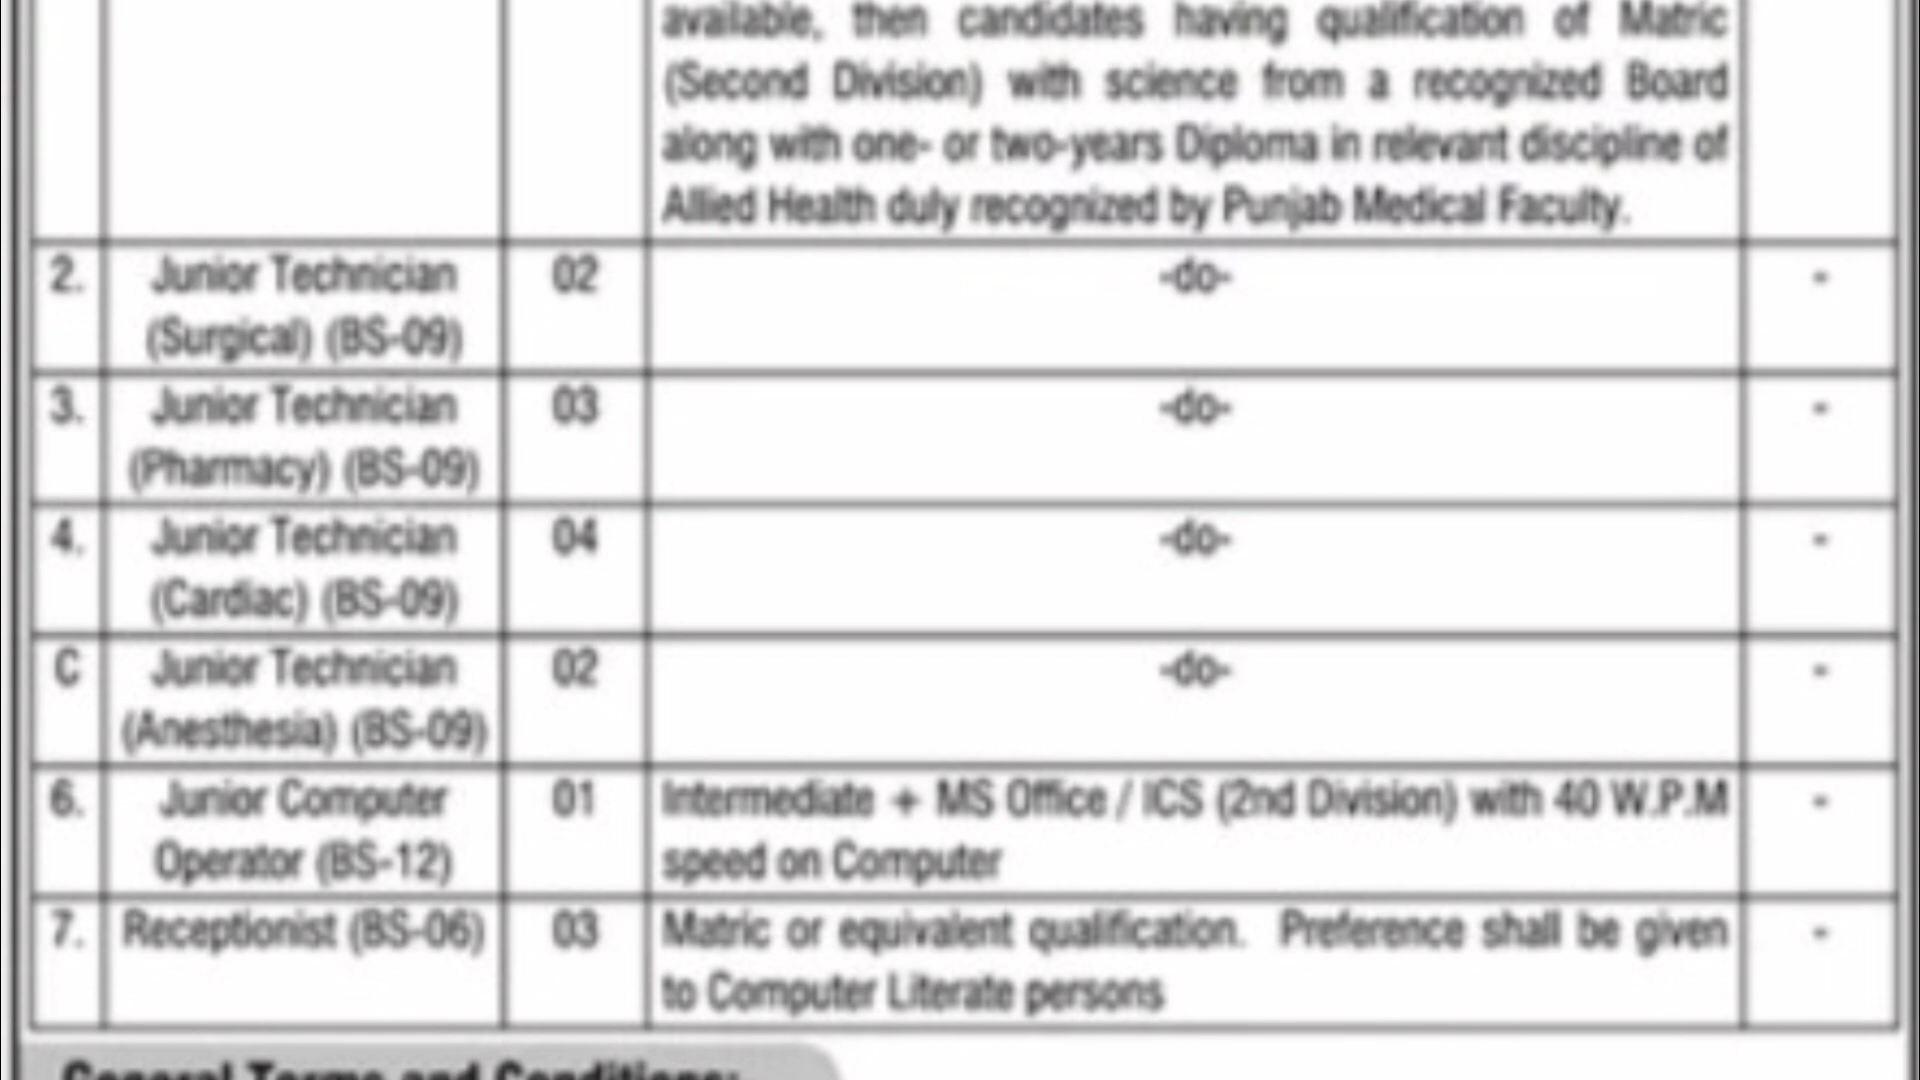 available, then candidates having qualification of Matric
(Second Division) with science from a recognized Board
along with one- or two-years Diploma in relevant discipline of
Allied Health duly recognized by Punjab Medical Faculty.
2. Junior Technician 02 -do- -
(Surgical) (BS-09)
3. Junior Technician 03 -do- -
(Pharmacy) (BS-09)
4. Junior Technician 04 -do- -
(Cardiac) (BS-09)
C Junior Technician 02 -do- -
(Anesthesia) (BS-09)
6. Junior Computer 01 Intermediate + MS Office / ICS (2nd Division) with 40 W.P.M -
Operator (BS-12) speed on Computer
7. Receptionist (BS-06) 03 Matric or equivalent qualification. Preference shall be given -
to Computer Literate persons
General Terms and Conditions: